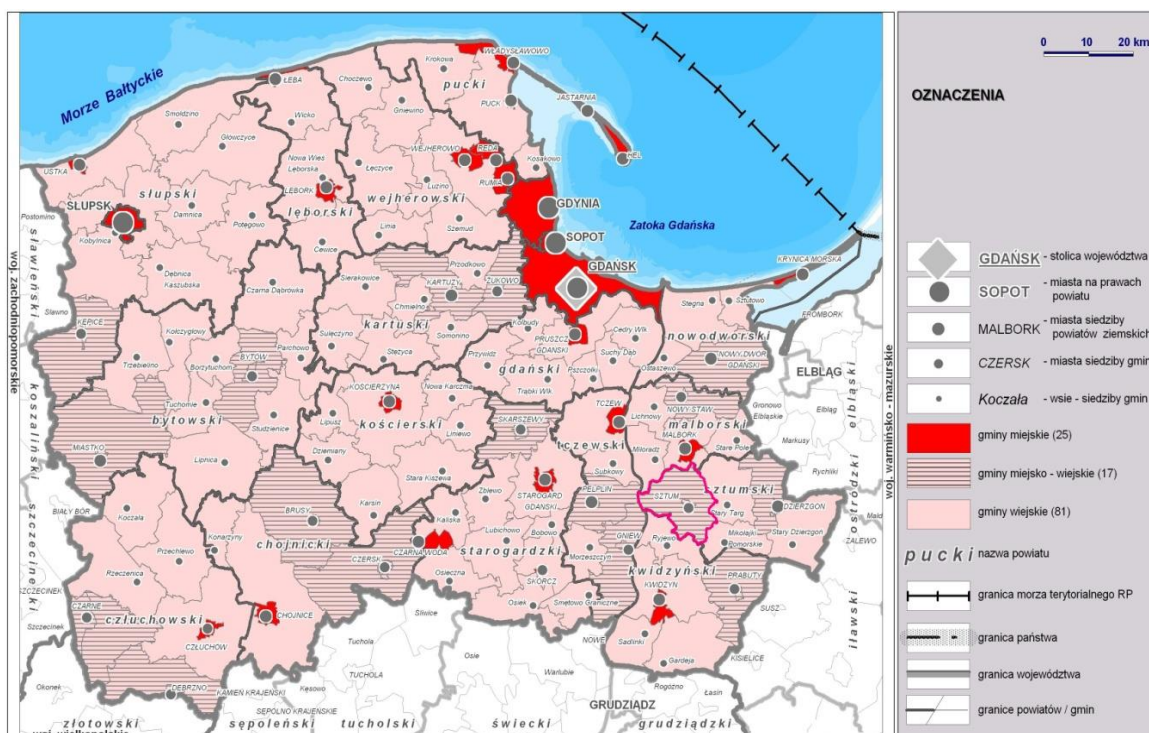 Morze Bałtyckie
WŁADYSŁAWOWO
Krokowa
ŁEBA
Choczewo
pucki
Wicko
Gniewino
PUCK
JASTARNIA
Smołdzino
Główczyce
HEL
WEJHEROWO
REDA
Kosakowo
USTKA
Nowa Wieś
Lęborska
Łęczyce
RUMIA
LĘBORK
Luzino
słupski
SŁUPSK
Damnica
lęborski
wejherowski
GDYNIA
Postomino
Potęgowo
Linia
Szemud
Zatoka Gdańska
Kobylnica
Cewice
SOPOT
Przodkowo
KRYNICA MORSKA
Dębnica
Kaszubska
Sierakowice
KARTUZY
ŻUKOWO
GDAŃSK
Czarna Dąbrówka
Chmielno
Stegna
Sztutowo
Sławno
kartuski
Kolbudy
FROMBORK
KĘPICE
Kołczygłowy
Sulęczyno
Somonino
PRUSZCZ
GDAŃSKI
Cedry Wlk
nowodworski
Parchowo
Stężyca
Przywidz
Suchy Dąb
NOWY DWÓR
GDAŃSKI
Trzebielino
BYTÓW
gdański
Ostaszewo
ELBLĄG
Borzytuchom
Pszczółki
Trąbki Wlk
KOŚCIERZYNA
Nowa Karczma
Tuchomie
TCZEW
NOWY STAW
Gronowo
Elbląskie
Elbląg
bytowski
Studzienice
Lipusz
kościerski
SKARSZEWY
Lichnowy
malborski
Liniewo
MALBORK
Markusy
MIASTKO
Lipnica
Dziemiany
tczewski
Miłoradz
Stare Pole
Subkowy
Rychliki
Stara Kiszewa
STAROGARD
GDAŃSKI
SZTUM
sztumski
BIAŁY BÓR
Karsin
Zblewo
PELPLIN
DZIERZGOŃ
Koczała
BRUSY
Kaliska
Stary Targ
Konarzyny
chojnicki
Lubichowo
Bobowo
GNIEW
Mikołajki
Pomorskie
Stary Dzierzgoń
ZALEWO
Przechlewo
CZARNA WODA
starogardzki
Morzeszczyn
Ryjewo
CZERSK
Rzeczenica
Osieczna
SKÓRCZ
kwidzyński
PRABUTY
KWIDZYN
Osiek
Smętowo Graniczne
CZARNE
CHOJNICE
SUSZ
człuchowski
Śliwice
Szczecinek
CZŁUCHÓW
NOWE
Sadlinki
Tuchola
Gardeja
KISIELICE
DEBRZNO
KAMIEŃ KRAJEŃSKI
Kęsowo
TUCHOLA
Osie
Warlubie
Rogoźno
Łasin
Okonek
SĘPÓLNO KRAJEŃSKIE
GRUDZIĄDZ
złotowski
sępoleński
tucholski
świecki
grudziądzki
sławieński
koszaliński
szczecinecki
woj. zachodniopomorskie
elbląski
ostródzki
iławski
woj. warmińsko - mazurskie
0 10 20 km
OZNACZENIA
GDAŃSK - stolica województwa
SOPOT - miasta na prawach
powiatu
MALBORK - miasta siedziby
powiatów ziemskich
CZERSK - miasta siedziby gmin
Koczała - wsie - siedziby gmin
gminy miejskie (25)
gminy miejsko - wiejskie (17)
gminy wiejskie (81)
pucki nazwa powiatu
granica morza terytorialnego RP
granica państwa
granica województwa
granice powiatów / gmin